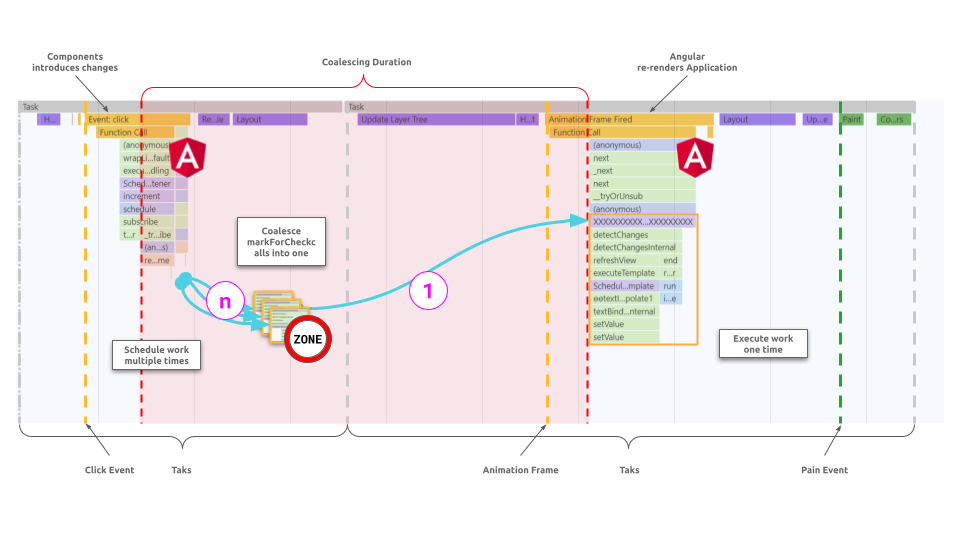 Components
introduces changes
Coalescing Duration
Angular
re-renders Application
Task
Task
H...
Event: click
Re...le
Layout
Update Layer Tree
H...t
Animation Frame Fired
Layout
Up...e
Paint
Co...rs
Function Call
Function Call
(anonymous)
(anonymous)
wrapLi...fault
next
execu...dling
_next
Sched...tener
next
increment
__tryOrUnsub
schedule
(anonymous)
subscribe
XXXXXXXXXX...XXXXXXXXX
t...r
_tr...ibe
detectChanges
(an...s)
detectChangesInternal
re...me
refreshView
end
executeTemplate
r...r
Schedul...mplate
run
i...e
textBind...nternal
setValue
setValue
Coalesce
markForCheckc
alls into one
n
1
ZONE
Schedule work
multiple times
Execute work
one time
Click Event
Taks
Animation Frame
Taks
Pain Event